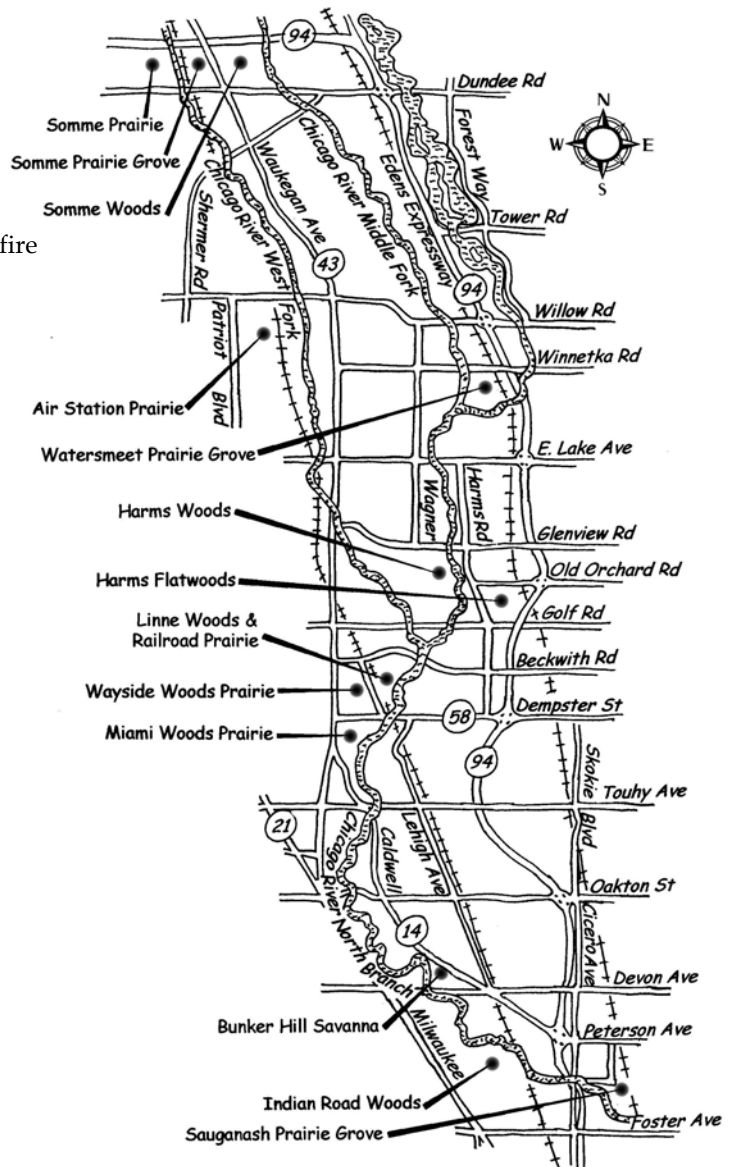 94
Dundee Rd
N
W E
S
Somme Prairie
Somme Prairie Grove
Somme Woods
fire
Chicago River West Fork
Waukegan Ave
Chicago River Middle Fork
Edens Expressway
Forest Way
Tower Rd
Shermer Rd
43
94
Willow Rd
Patriot Blvd
Winnetka Rd
Air Station Prairie
Watersmeet Prairie Grove
E. Lake Ave
Wagner
Harms Rd
Harms Woods
Glenview Rd
Harms Flatwoods
Old Orchard Rd
Golf Rd
Linne Woods &
Railroad Prairie
Beckwith Rd
Wayside Woods Prairie
58
Dempster St
Miami Woods Prairie
94
Skokie Blvd
Touhy Ave
21
Chicago River North Branch
Caldwell
Lehigh Ave
Oakton St
Cicero Ave
14
Devon Ave
Bunker Hill Savanna
Milwaukee
Peterson Ave
Indian Road Woods
Foster Ave
Sauganash Prairie Grove